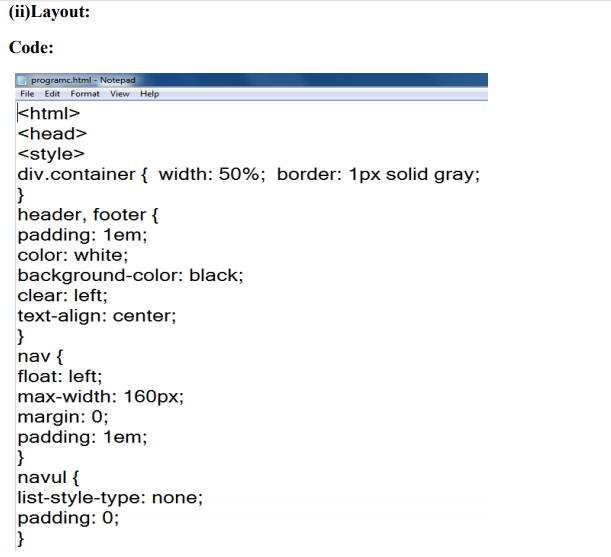 (ii)Layout:
Code:
programc.html - Notepad
File Edit Format View Help
<html>
<head>
<style>
div.container {  width: 50%;  border: 1px solid gray;
}
header, footer {
padding: 1em;
color: white;
background-color: black;
clear: left;
text-align: center;
}
nav {
float: left;
max-width: 160px;
margin: 0;
padding: 1em;
}
navul {
list-style-type: none;
padding: 0;
}